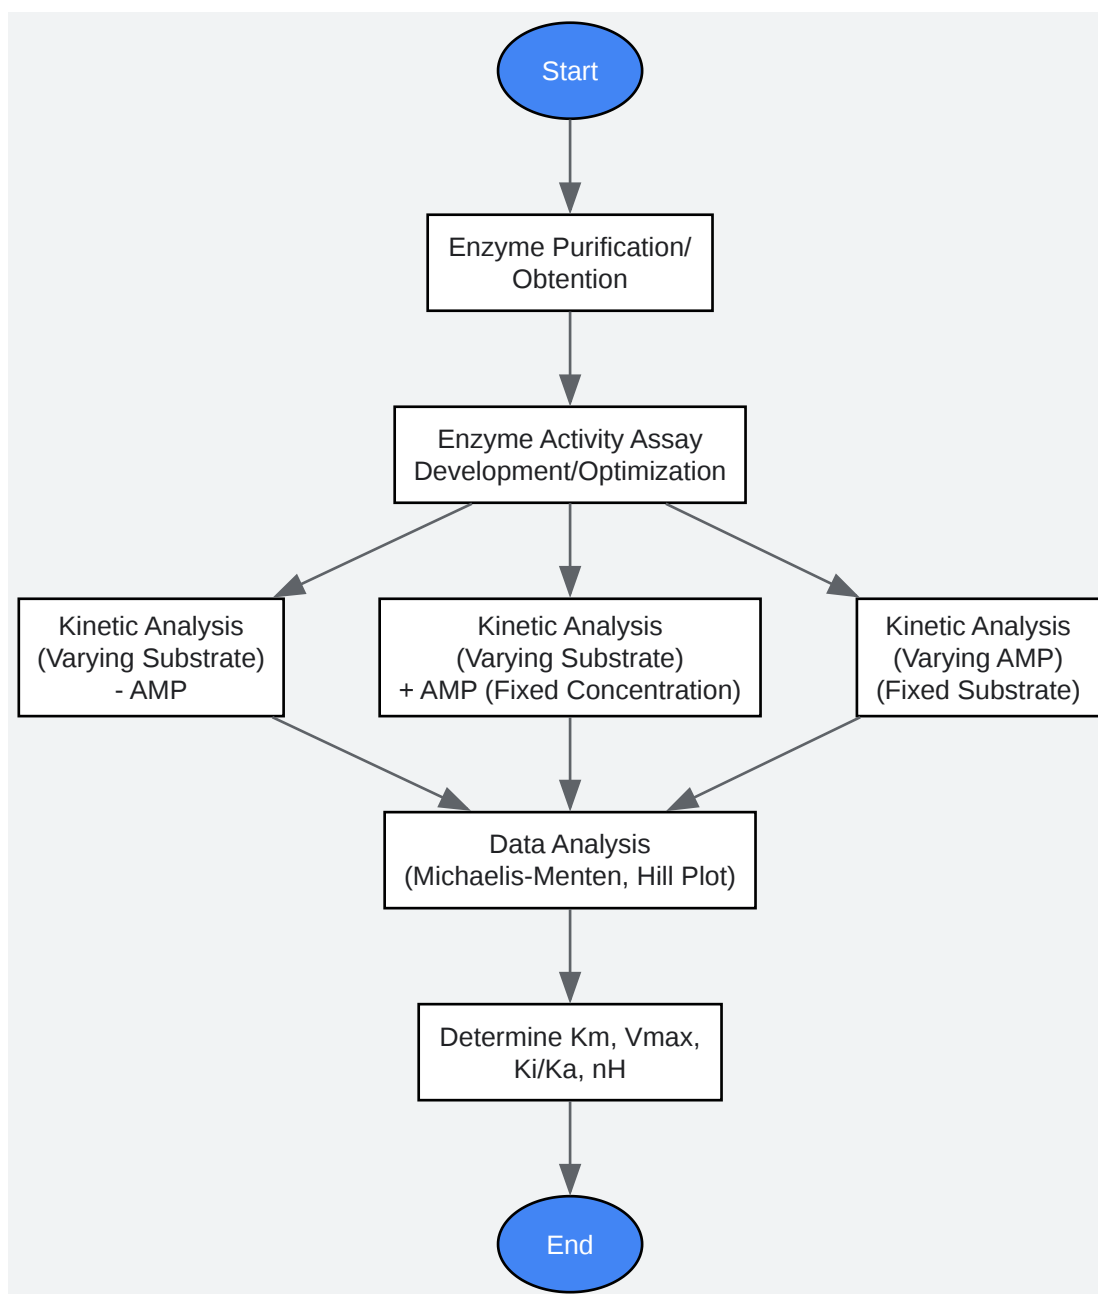 Start
Enzyme Purification/
Obtention
Enzyme Activity Assay
Development/Optimization
Kinetic Analysis
(Varying Substrate)
- AMP
Kinetic Analysis
(Varying Substrate)
+ AMP (Fixed Concentration)
Kinetic Analysis
(Varying AMP)
(Fixed Substrate)
Data Analysis
(Michaelis-Menten, Hill Plot)
Determine Km, Vmax,
Ki/Ka, nH
End